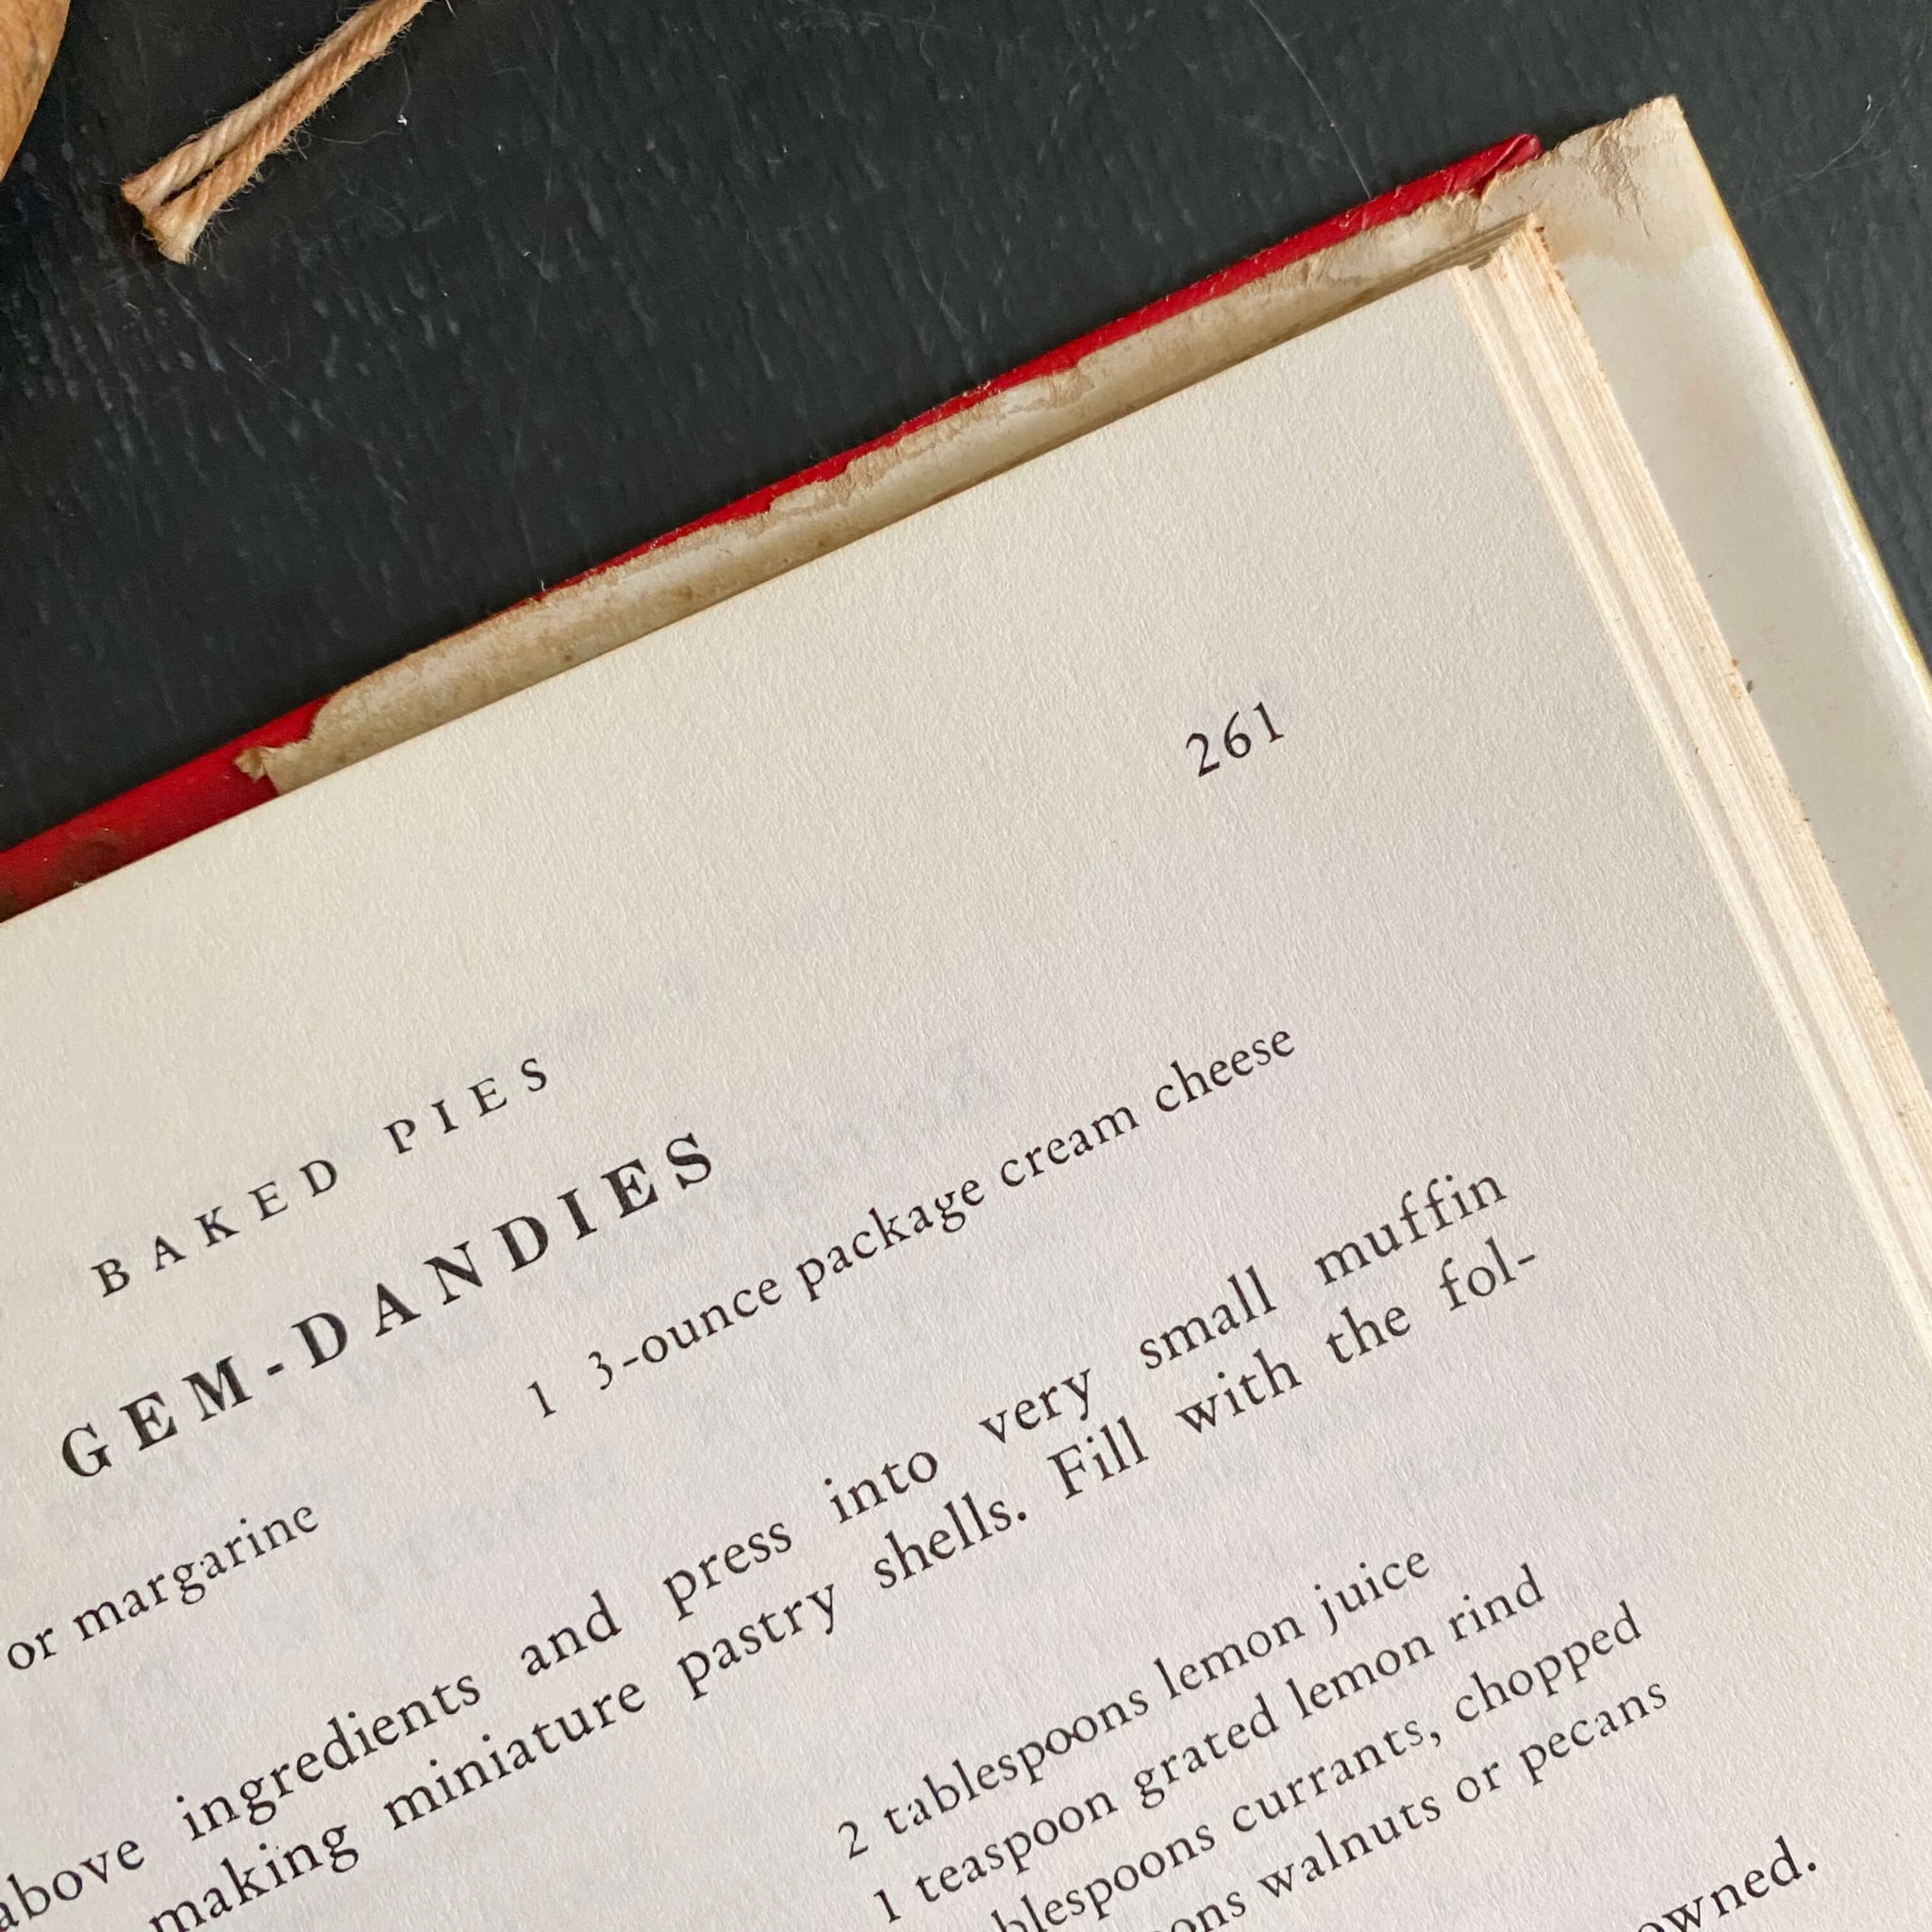 261
BAKED PIES
GEM-DANDIES
or margarine
1 3-ounce package cream cheese
above ingredients and press into very small muffin
making miniature pastry shells. Fill with the fol-
2 tablespoons lemon juice
1 teaspoon grated lemon rind
currants, chopped
walnuts or pecans